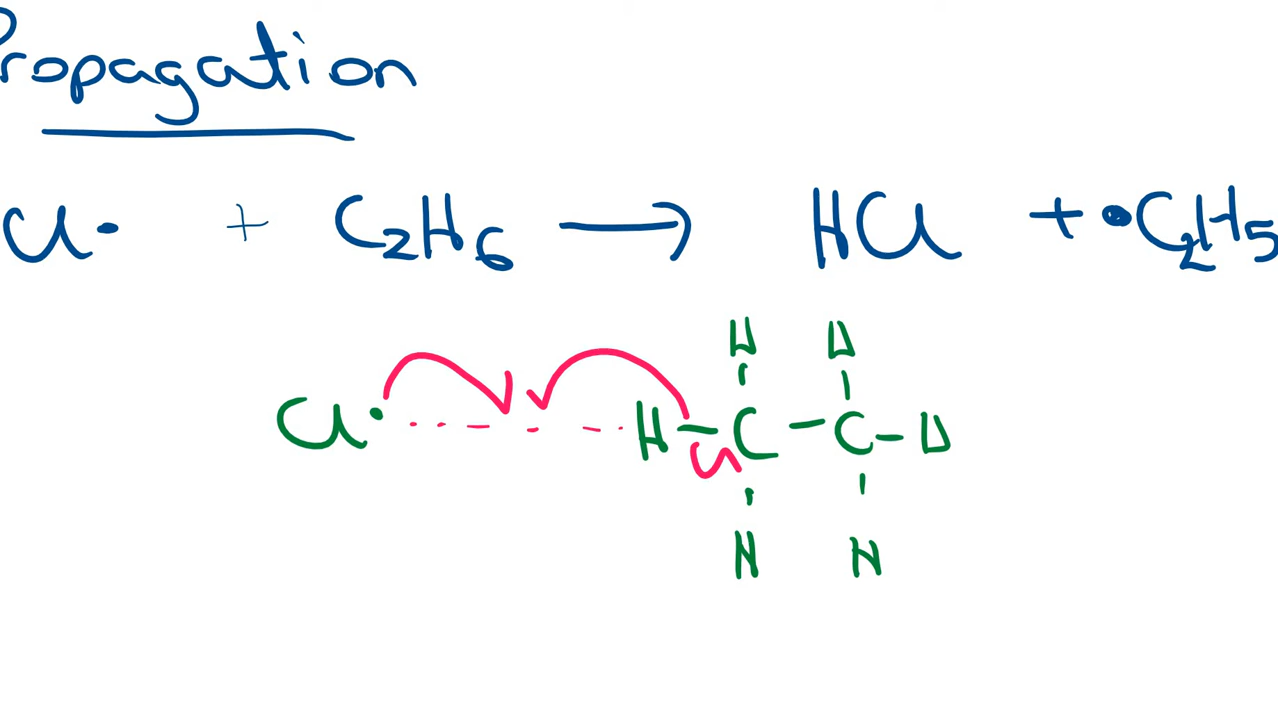 Propagation
Cl• + C₂H₆ ⟶ HCl + •C₂H₅
H H
Cl• H–C–C–H
H H